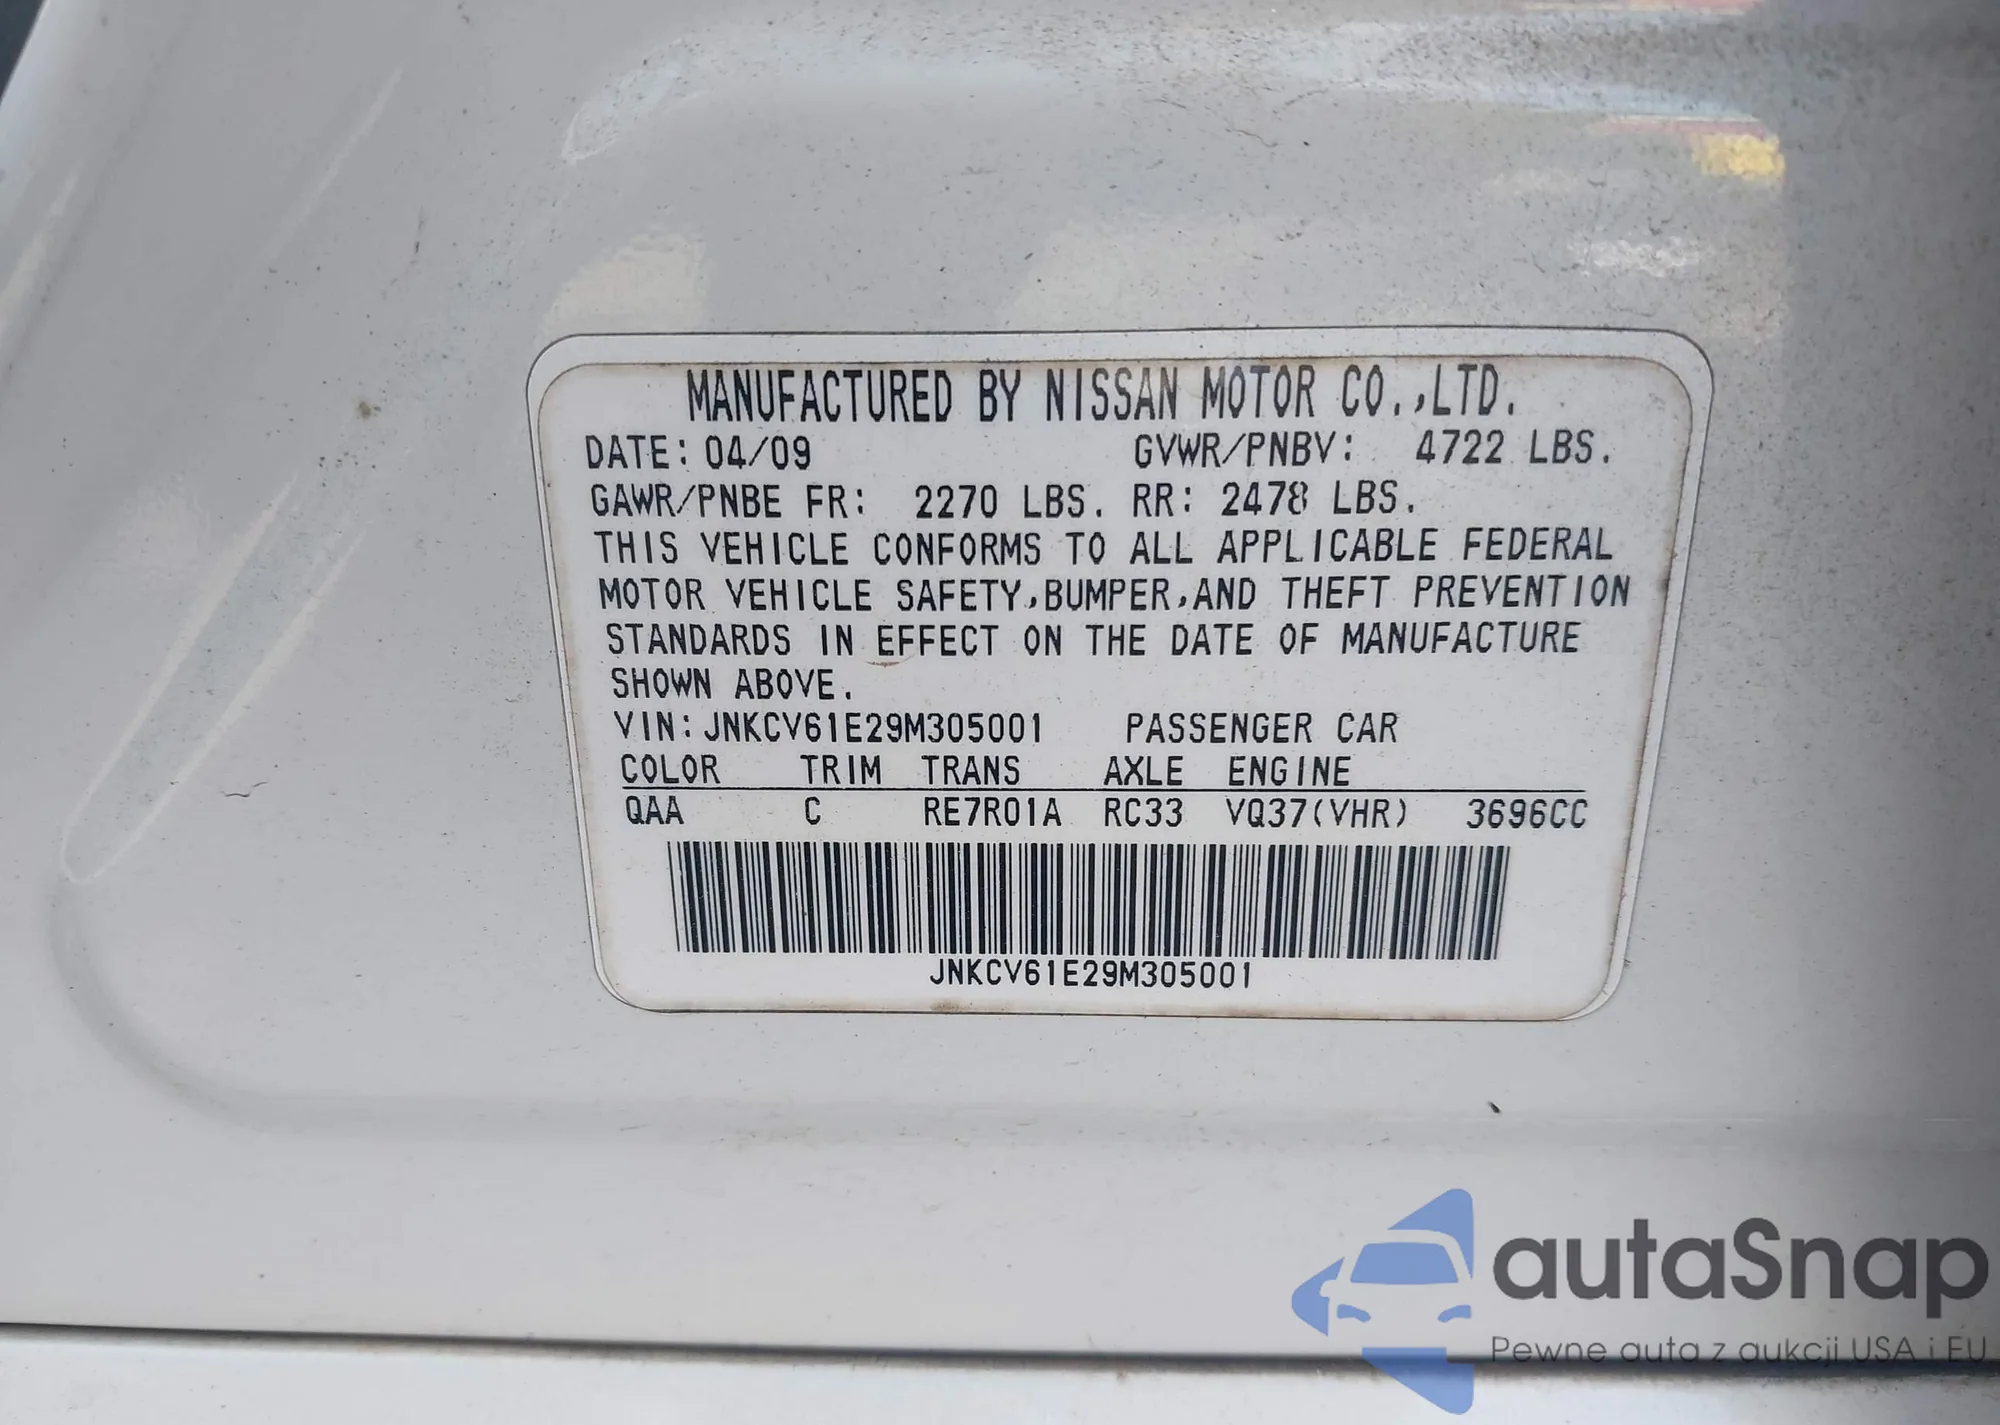 MANUFACTURED BY NISSAN MOTOR CO.,LTD.
DATE: 04/09 GVWR/PNBV: 4722 LBS.
GAWR/PNBE FR: 2270 LBS. RR: 2478 LBS.
THIS VEHICLE CONFORMS TO ALL APPLICABLE FEDERAL
MOTOR VEHICLE SAFETY,BUMPER,AND THEFT PREVENTION
STANDARDS IN EFFECT ON THE DATE OF MANUFACTURE
SHOWN ABOVE.
VIN: JNKCV61E29M305001 PASSENGER CAR
COLOR TRIM TRANS AXLE ENGINE
QAA C RE7R01A RC33 VQ37(VHR) 3696CC
JNKCV61E29M305001
autaSnap
Pewne auta z aukcji USA i EU